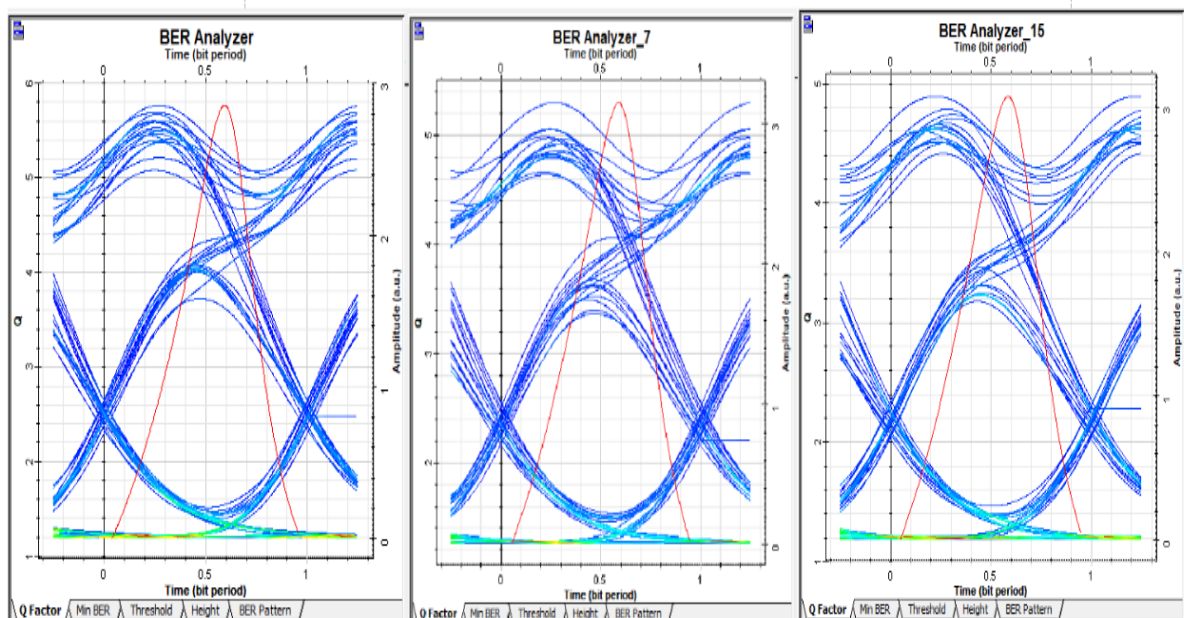 BER Analyzer
Time (bit period)
0 0.5 1
6
5
4
3
2
1
Q
3
2
1
0
Amplitude (a.u.)
0 0.5 1
Time (bit period)
Q Factor Min BER Threshold Height BER Pattern
BER Analyzer_7
Time (bit period)
0 0.5 1
5
4
3
2
Q
3
2
1
0
Amplitude (a.u.)
0 0.5 1
Time (bit period)
Q Factor Min BER Threshold Height BER Pattern
BER Analyzer_15
Time (bit period)
0 0.5 1
5
4
3
2
1
Q
3
2
1
0
Amplitude (a.u.)
0 0.5 1
Time (bit period)
Q Factor Min BER Threshold Height BER Pattern